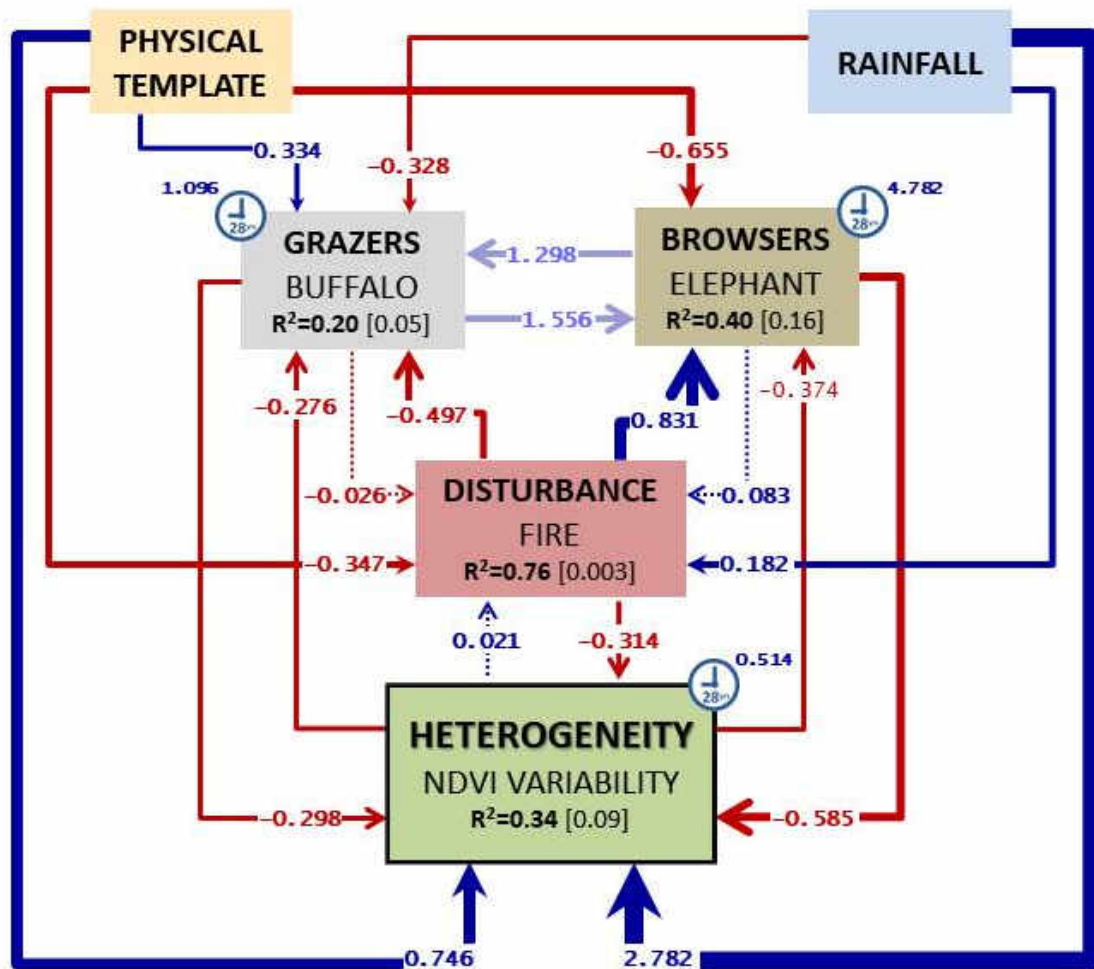 PHYSICAL
TEMPLATE
RAINFALL
0.334
−0.328
−0.655
1.096
28yrs
4.782
28yrs
GRAZERS
BUFFALO
R²=0.20 [0.05]
1.298
1.556
BROWSERS
ELEPHANT
R²=0.40 [0.16]
−0.276
−0.497
0.831
−0.374
DISTURBANCE
FIRE
R²=0.76 [0.003]
−0.026
0.083
−0.347
0.182
0.021
−0.314
0.514
28yrs
HETEROGENEITY
NDVI VARIABILITY
R²=0.34 [0.09]
−0.298
−0.585
0.746
2.782